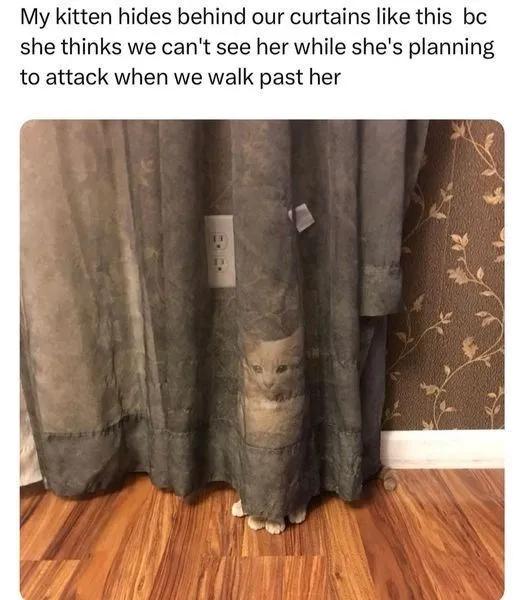 My kitten hides behind our curtains like this  bc
she thinks we can't see her while she's planning
to attack when we walk past her